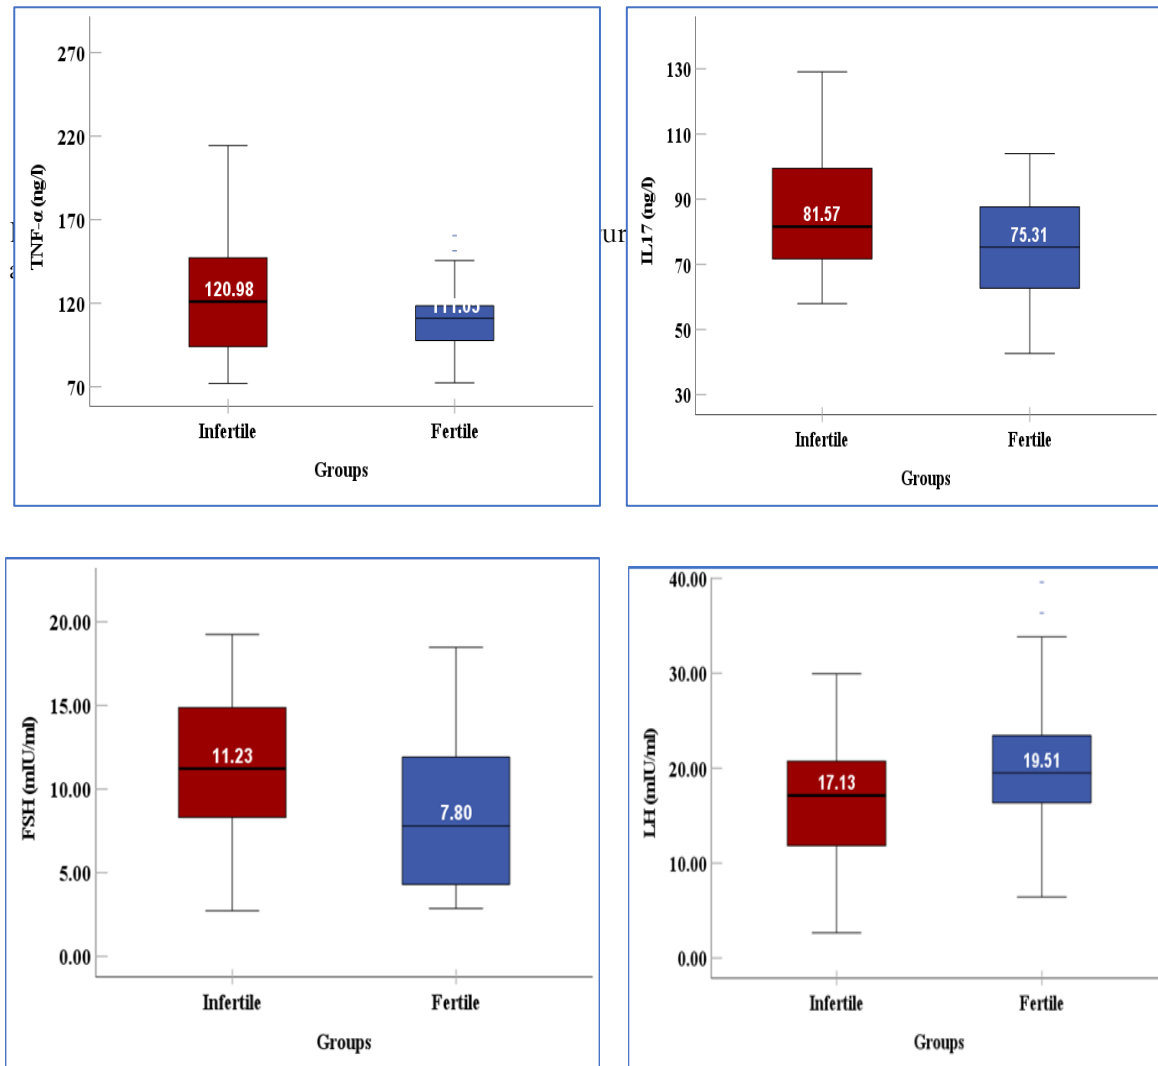 270
220
170
120
70
TNF-α (ng/l)
120.98
Infertile
Fertile
Groups
130
110
90
70
50
30
IL17 (ng/l)
81.57
75.31
Infertile
Fertile
Groups
20.00
15.00
10.00
5.00
0.00
FSH (mIU/ml)
11.23
7.80
Infertile
Fertile
Groups
40.00
30.00
20.00
10.00
0.00
LH (mIU/ml)
17.13
19.51
Infertile
Fertile
Groups